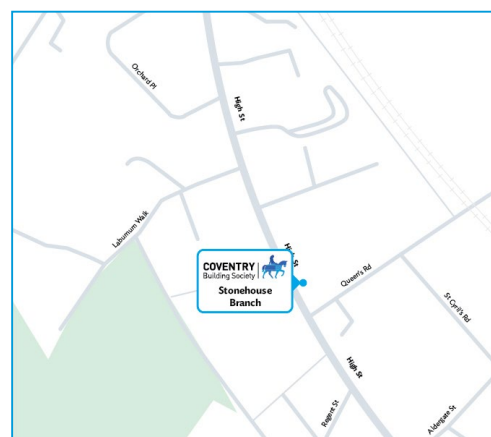 Orchard Pl
High St
Laburnum Walk
High St
COVENTRY
Building Society
Stonehouse
Branch
Queen's Rd
St Cyril's Rd
High St
Regent St
Aldergate St